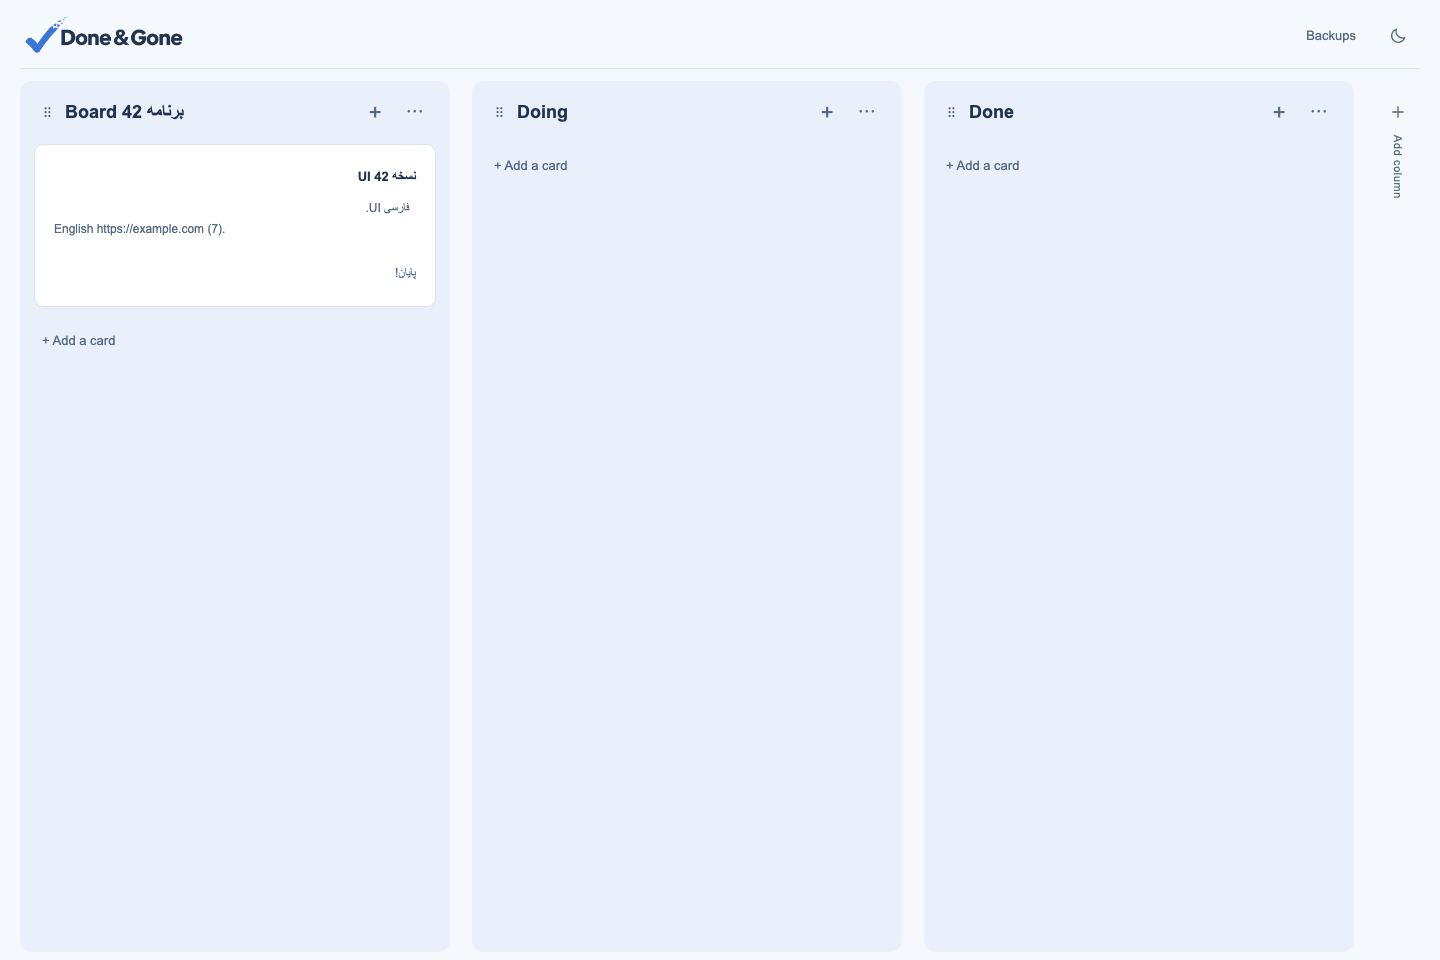 Done & Gone
Backups
برنامه Board 42
نسخه UI 42
فارسی UI.
English https://example.com (7).
پایان!
+ Add a card
Doing
+ Add a card
Done
+ Add a card
Add column